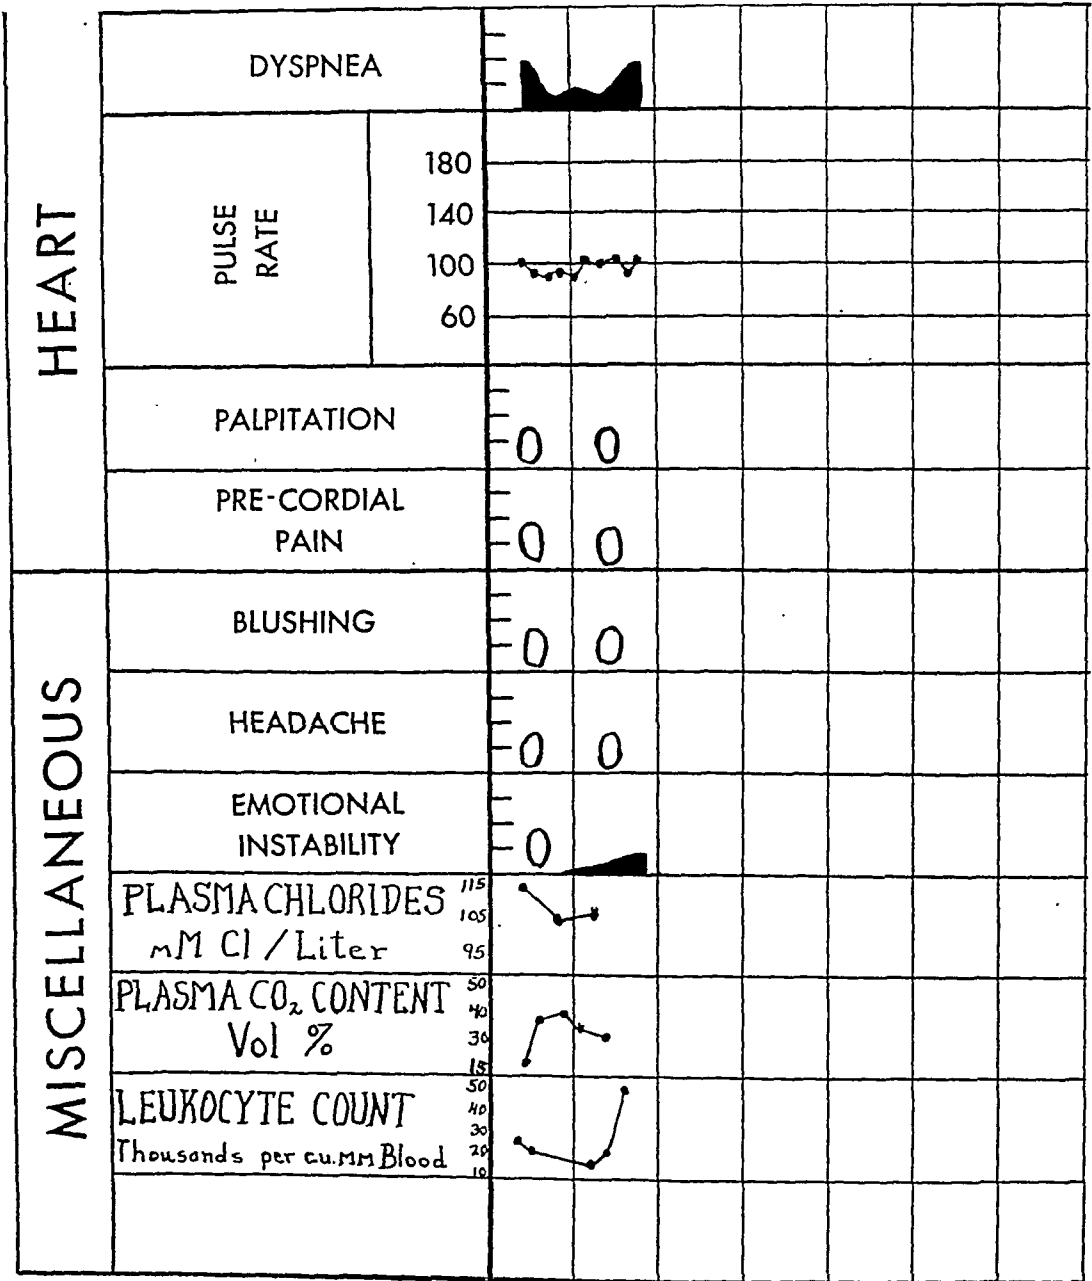 HEART
DYSPNEA
PULSE
RATE
180
140
100
60
PALPITATION
0 0
PRE-CORDIAL
PAIN
0 0
MISCELLANEOUS
BLUSHING
0 0
HEADACHE
0 0
EMOTIONAL
INSTABILITY
0
PLASMA CHLORIDES
mM Cl / Liter
115
105
95
PLASMA CO₂ CONTENT
Vol %
50
40
30
15
LEUKOCYTE COUNT
Thousands per cu.MM Blood
50
40
30
20
10